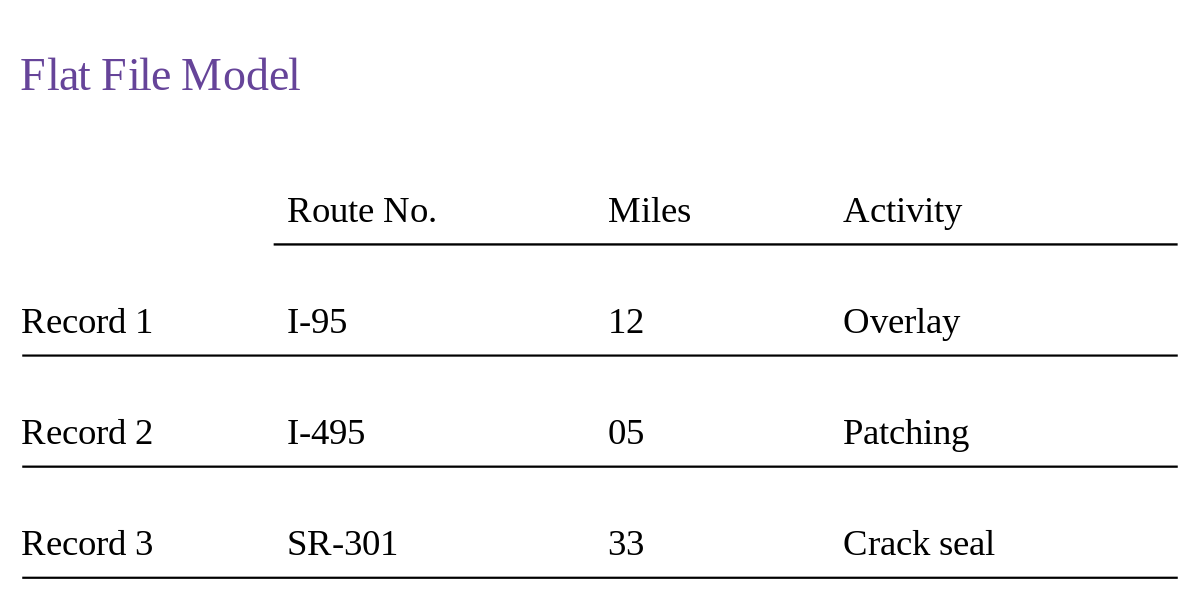 Flat File Model
Route No. Miles Activity
Record 1 I-95 12 Overlay
Record 2 I-495 05 Patching
Record 3 SR-301 33 Crack seal